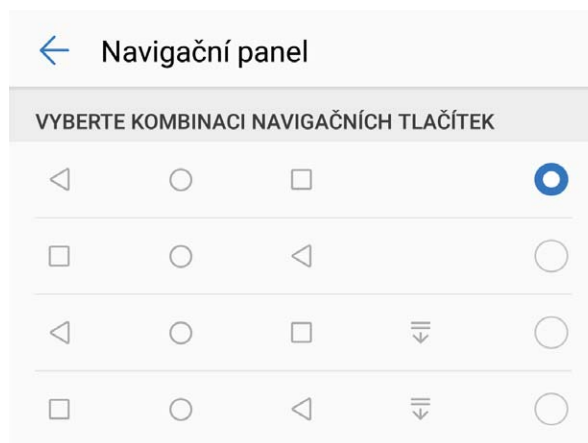 Navigační panel
VYBERTE KOMBINACI NAVIGAČNÍCH TLAČÍTEK